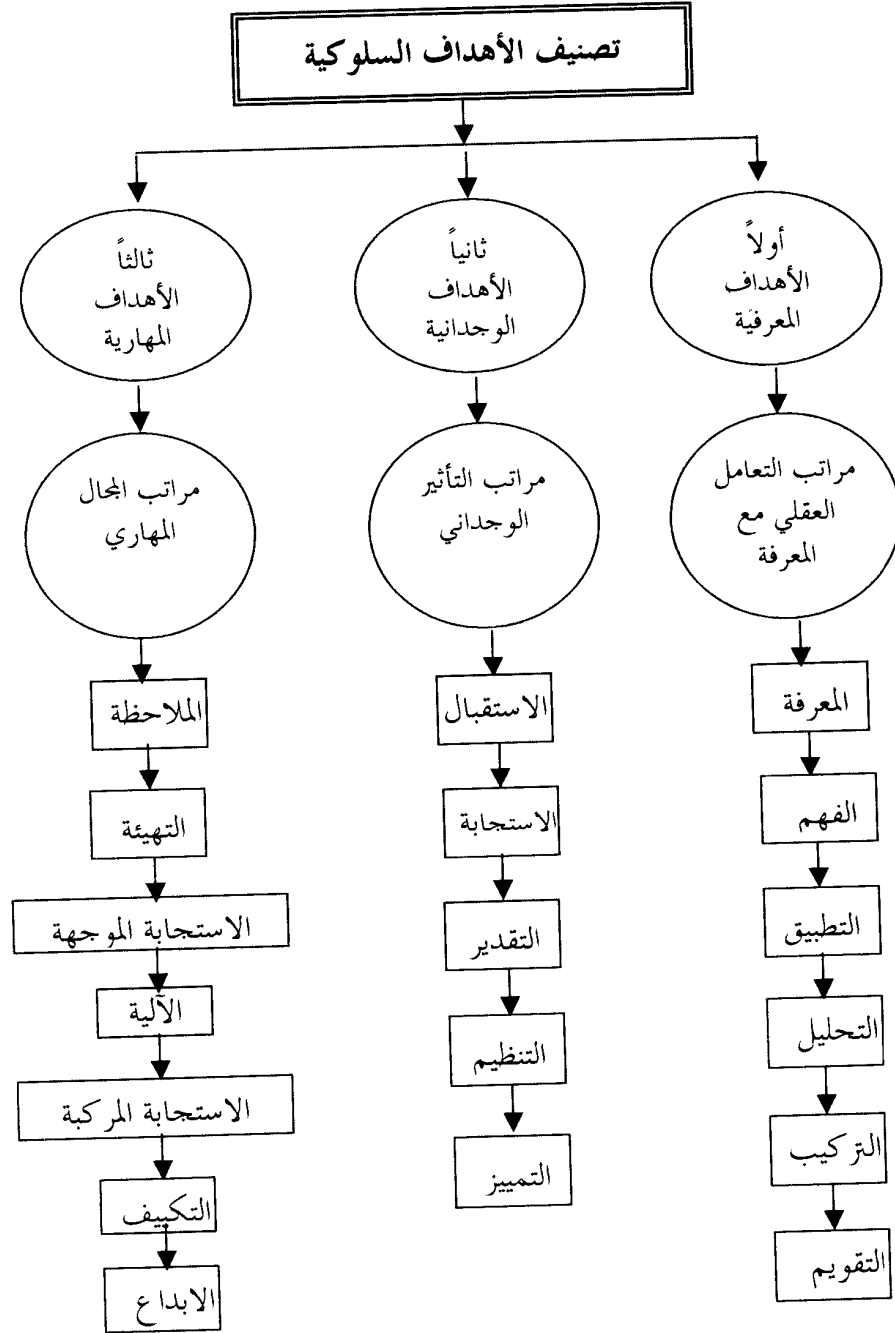 تصنيف الأهداف السلوكية
أولاً
الأهداف
المعرفية
مراتب التعامل
العقلي مع
المعرفة
المعرفة
الفهم
التطبيق
التحليل
التركيب
التقويم
ثانياً
الأهداف
الوجدانية
مراتب التأثير
الوجداني
الاستقبال
الاستجابة
التقدير
التنظيم
التمييز
ثالثاً
الأهداف
المهارية
مراتب المجال
المهاري
الملاحظة
التهيئة
الاستجابة الموجهة
الآلية
الاستجابة المركبة
التكييف
الابداع